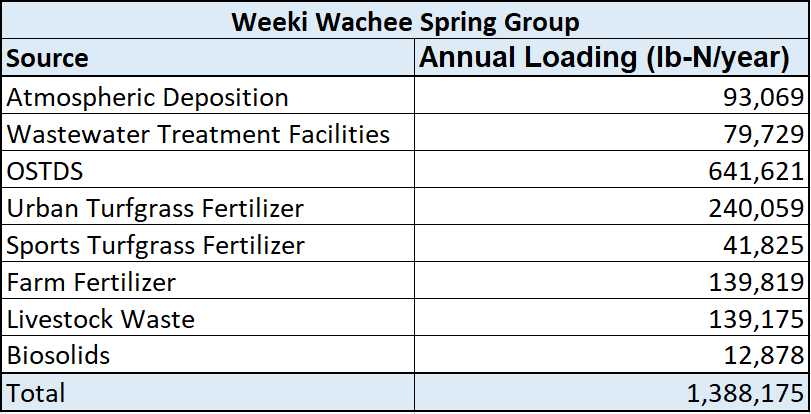 Weeki Wachee Spring Group
Source Annual Loading (lb-N/year)
Atmospheric Deposition 93,069
Wastewater Treatment Facilities 79,729
OSTDS 641,621
Urban Turfgrass Fertilizer 240,059
Sports Turfgrass Fertilizer 41,825
Farm Fertilizer 139,819
Livestock Waste 139,175
Biosolids 12,878
Total 1,388,175